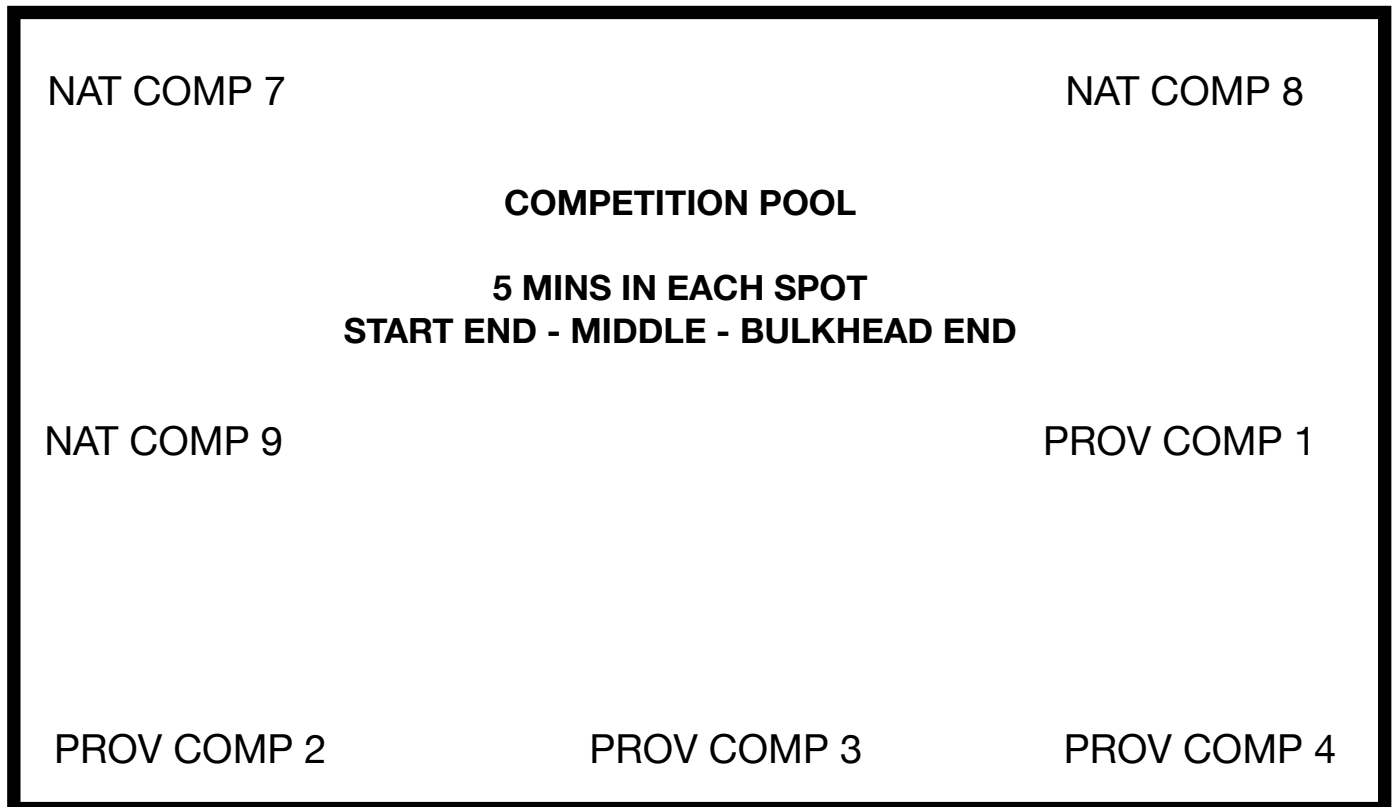 NAT COMP 7
NAT COMP 8
COMPETITION POOL
5 MINS IN EACH SPOT
START END - MIDDLE - BULKHEAD END
NAT COMP 9
PROV COMP 1
PROV COMP 2
PROV COMP 3
PROV COMP 4